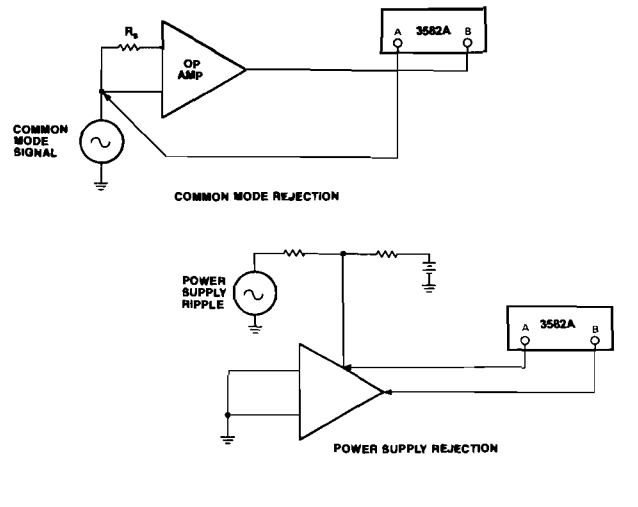 Rs
OP
AMP
A 3582A B
COMMON
MODE
SIGNAL
COMMON MODE REJECTION
POWER
SUPPLY
RIPPLE
A 3582A B
POWER SUPPLY REJECTION